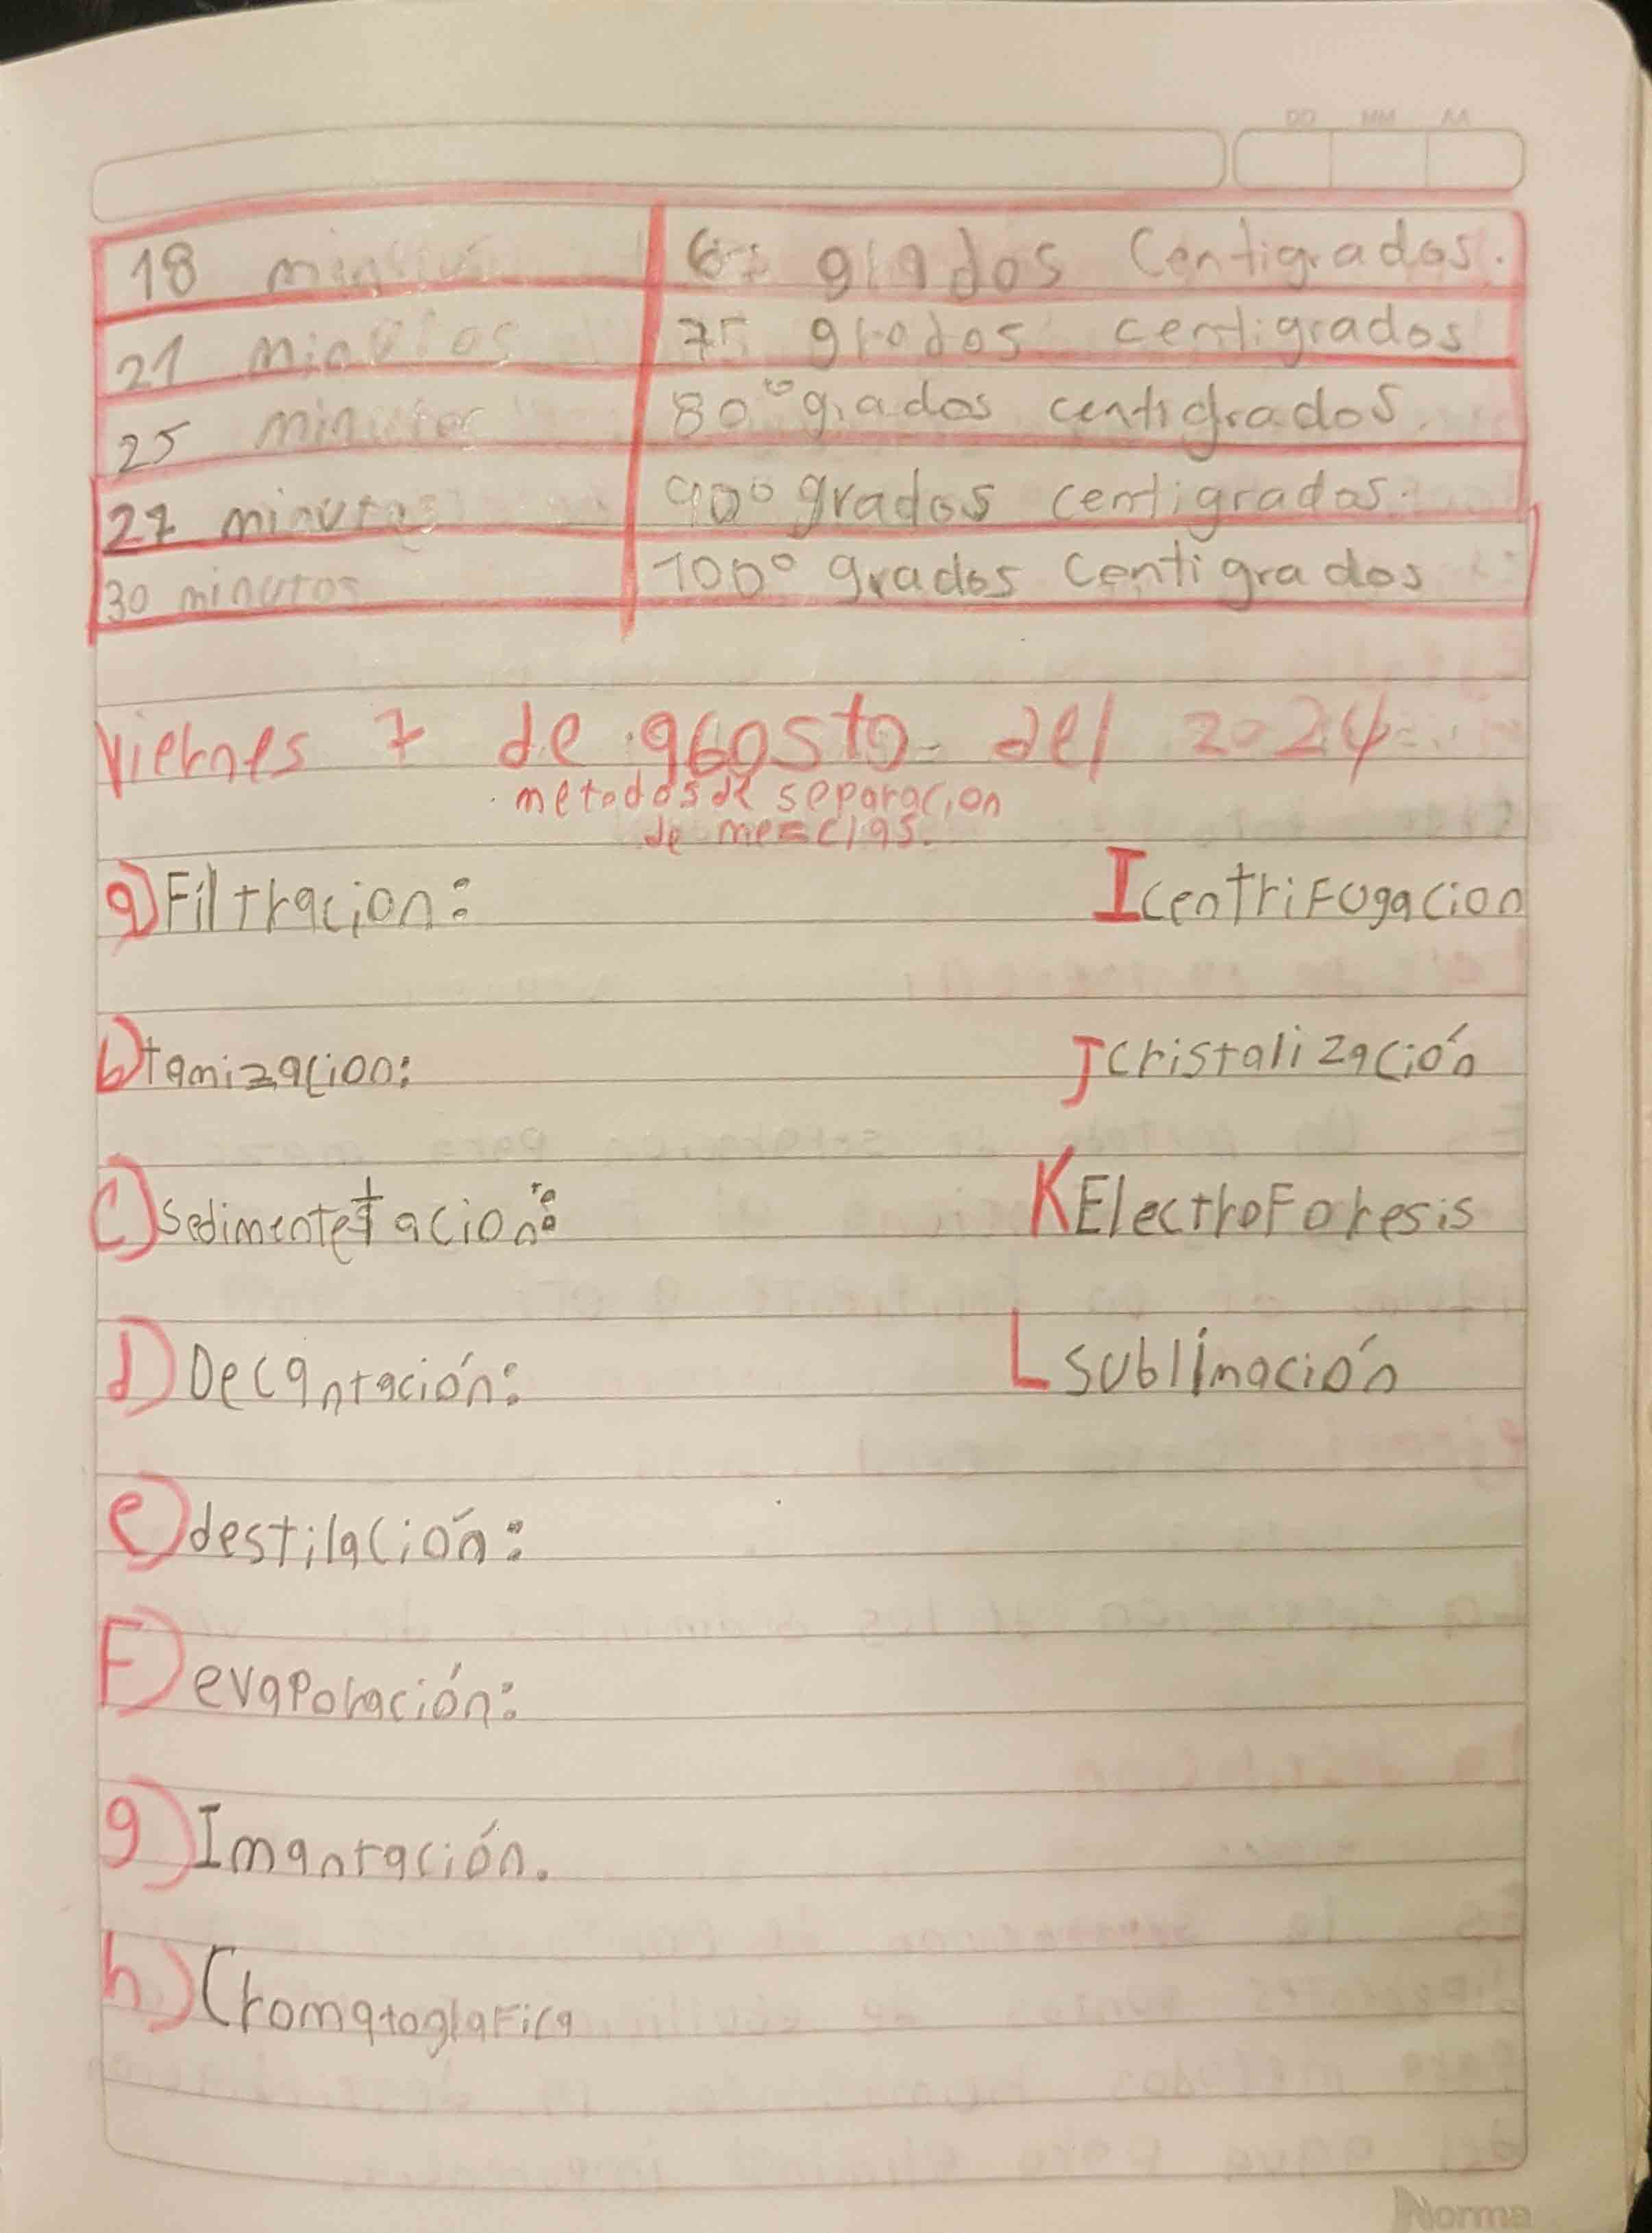 DD MM AA
18 minutos 67 grados Centigrados.
21 minutos 75 grados centigrados
25 minutos 80° grados centigrados
27 minutos 90° grados centigrados.
30 minutos 100° grados Centigrados
Viernes 7 de agosto del 2024
metodos de separacion
de mezclas.
a) Filtracion: I centriFugacion
b) tamizacion: J cristalización
C) sedimentetacion: K ElectroForesis
d) Decantación: L sublimación
e) destilación:
F) evaporación:
g) Imantación.
h) CromatograFica
Norma